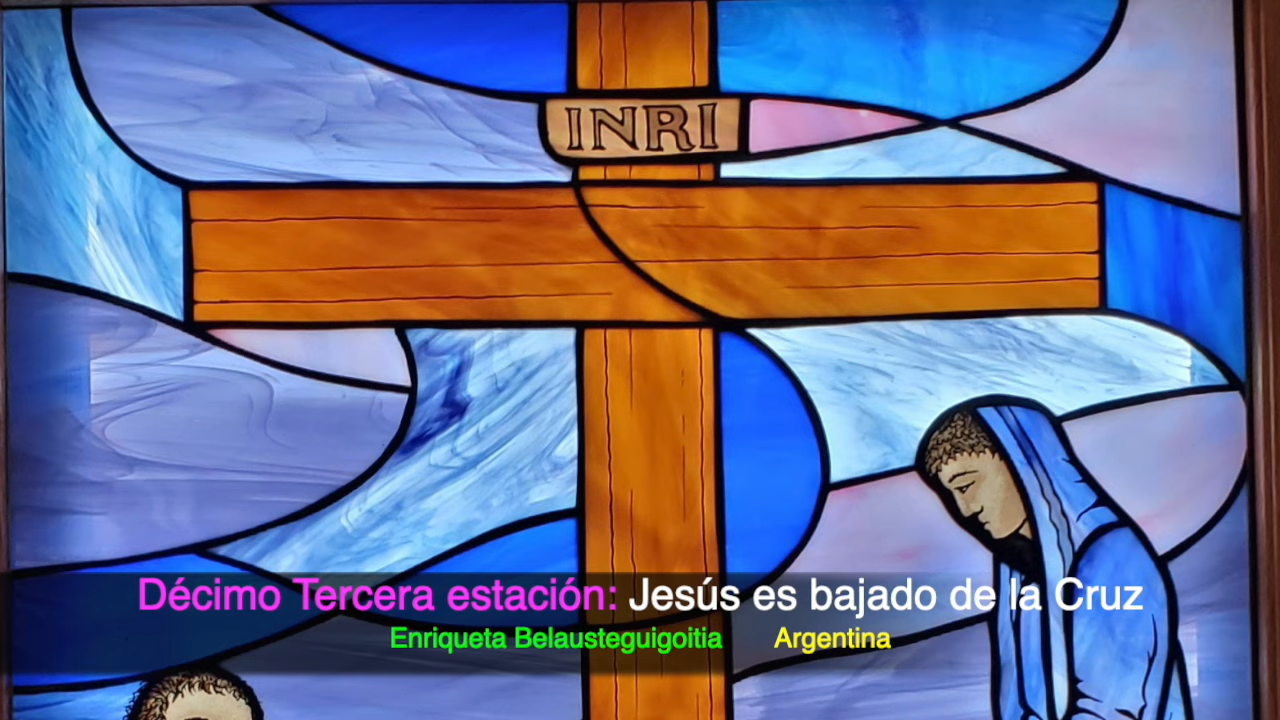 INRI
Décimo Tercera estación: Jesús es bajado de la Cruz
Enriqueta Belausteguigoitia Argentina